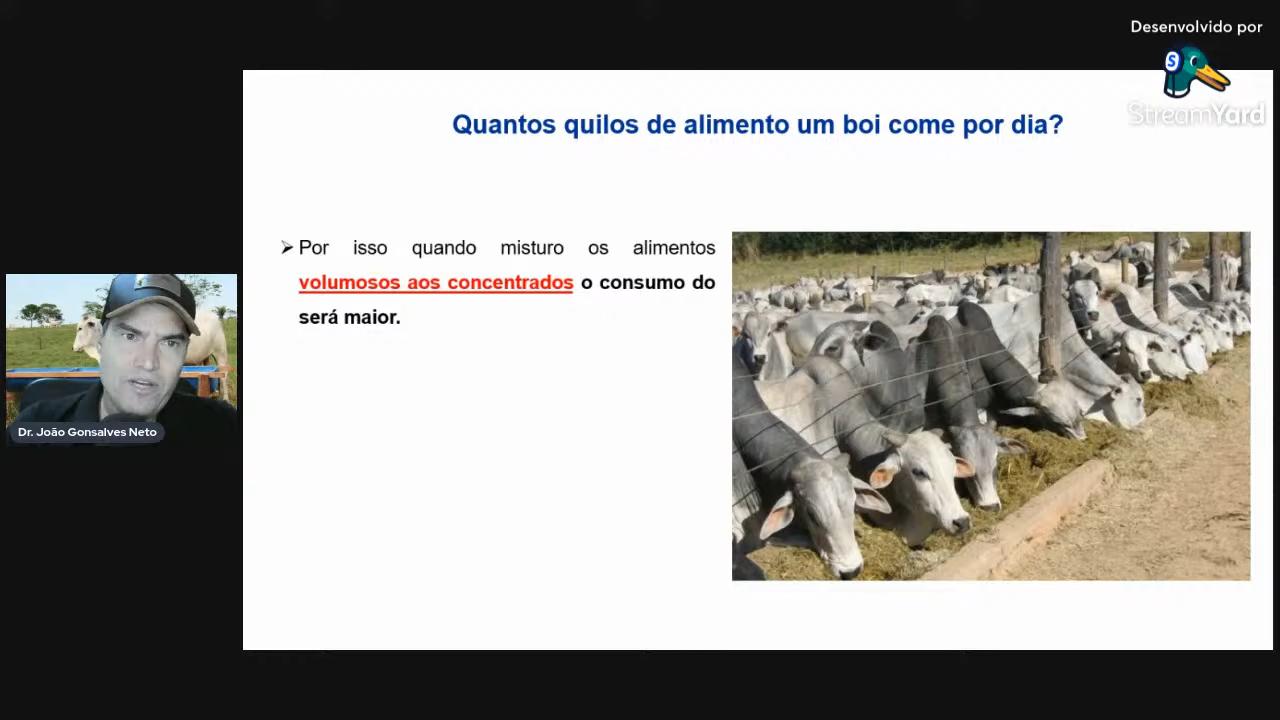 Desenvolvido por
StreamYard
Quantos quilos de alimento um boi come por dia?
➢ Por isso quando misturo os alimentos
volumosos aos concentrados o consumo do
será maior.
Dr. João Gonsalves Neto